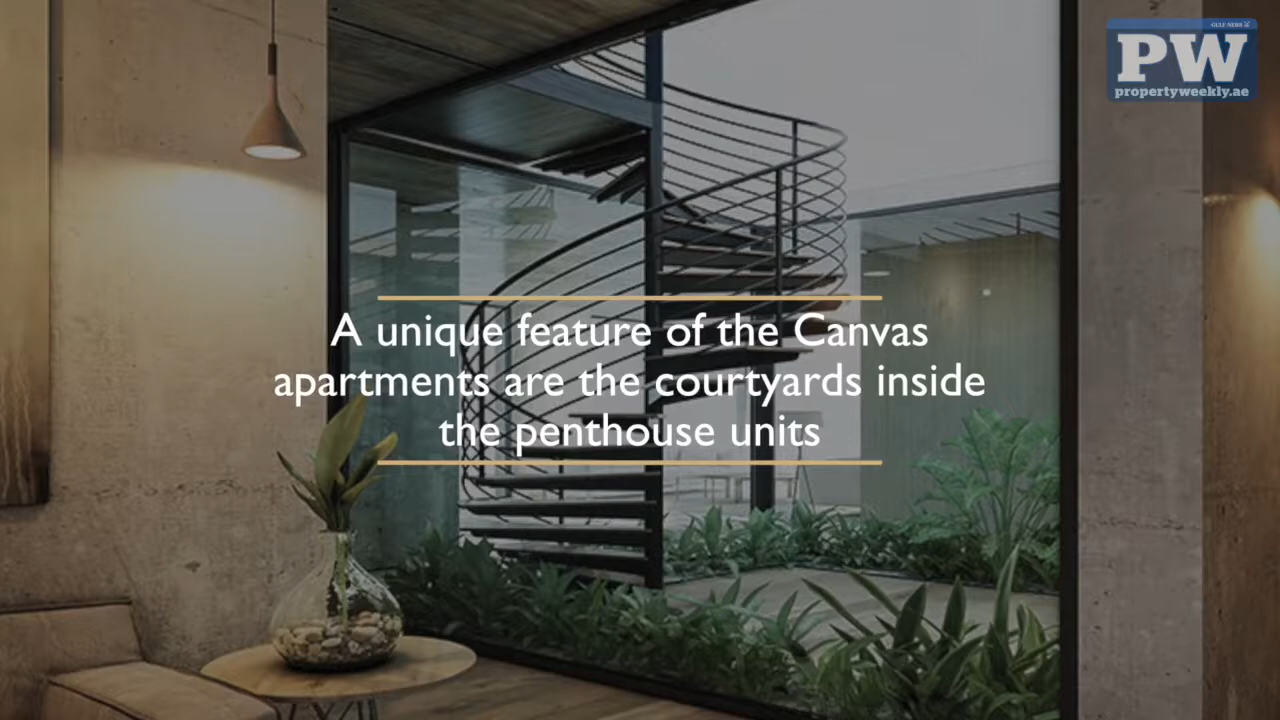 GULF NEWS
PW
propertyweekly.ae
A unique feature of the Canvas
apartments are the courtyards inside
the penthouse units